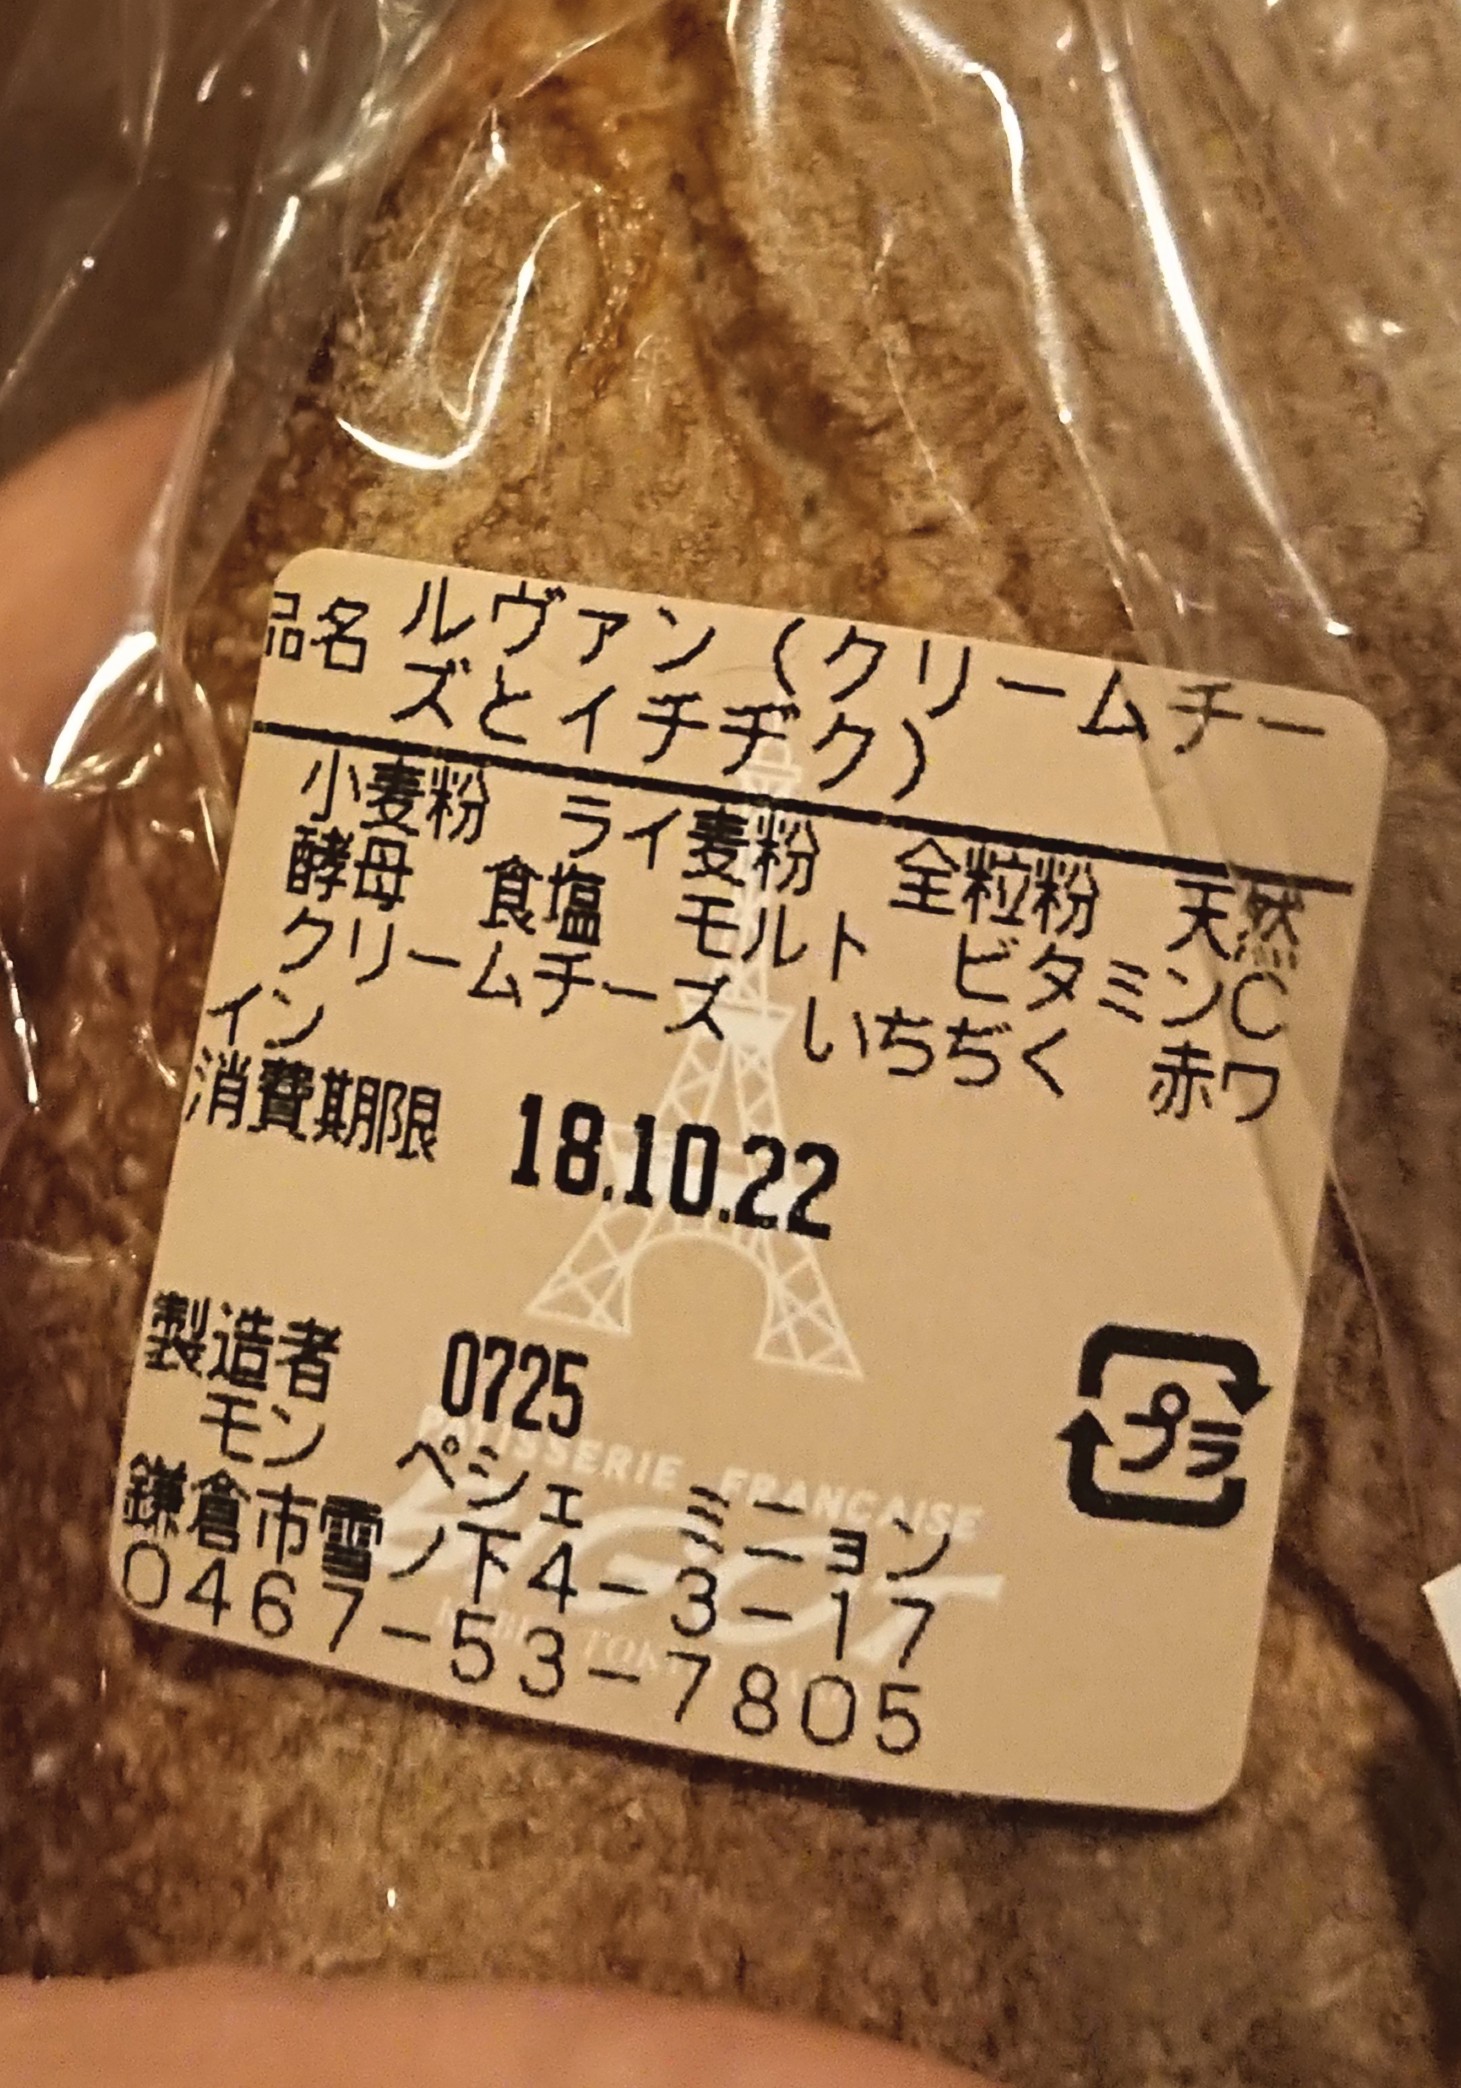 品名 ルヴァン(クリームチー
ズとイチヂク)
小麦粉 ライ麦粉 全粒粉 天然
酵母 食塩 モルト ビタミンC
クリームチーズ いちぢく 赤ワ
イン
消費期限 18.10.22
製造者 0725
モン ペシェ ミニョン
PATISSERIE FRANCAISE
鎌倉市雪ノ下4-3-17
BIGOT
0467-53-7805
プラ